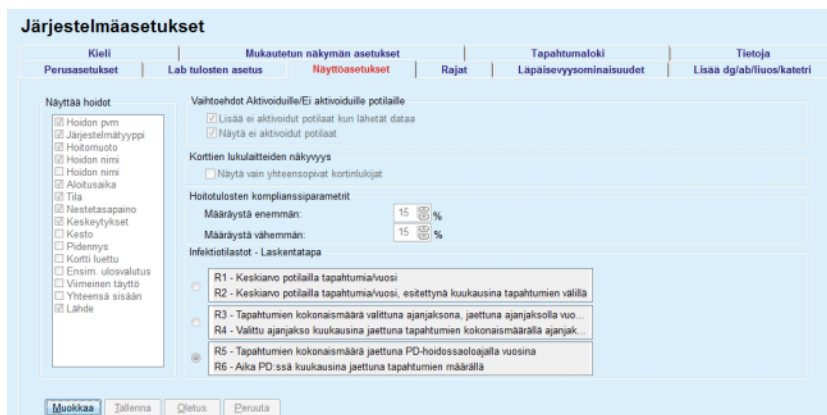 Järjestelmäasetukset
Kieli
Mukautetun näkymän asetukset
Tapahtumaloki
Tietoja
Perusasetukset
Lab tulosten asetus
Näyttöasetukset
Rajat
Läpäisevyysominaisuudet
Lisää dg/ab/liuos/katetri
Näyttää hoidot
Hoidon pvm
Järjestelmätyyppi
Hoitomuoto
Hoidon nimi
Hoidon nimi
Aloitusaika
Tila
Nestetasapaino
Keskeytykset
Kesto
Pidennys
Kortti luettu
Ensim. ulosvalutus
Viimeinen täyttö
Yhteensä sisään
Lähde
Vaihtoehdot Aktivoiduille/Ei aktivoiduille potilaille
Lisää ei aktivoidut potilaat kun lähetät dataa
Näytä ei aktivoidut potilaat
Korttien lukulaitteiden näkyvyys
Näytä vain yhteensopivat kortinlukijat
Hoitotulosten komplianssiparametrit
Määräystä enemmän: 15 %
Määräystä vähemmän: 15 %
Infektiotilastot - Laskentatapa
R1 - Keskiarvo potilailla tapahtumia/vuosi
R2 - Keskiarvo potilailla tapahtumia/vuosi, esitettynä kuukausina tapahtumien välillä
R3 - Tapahtumien kokonaismäärä valittuna ajanjaksona, jaettuna ajanjaksolla vuo...
R4 - Valittu ajanjakso kuukausina jaettuna tapahtumien kokonaismäärällä ajanjak...
R5 - Tapahtumien kokonaismäärä jaettuna PD-hoidossaoloajalla vuosina
R6 - Aika PD:ssä kuukausina jaettuna tapahtumien määrällä
Muokkaa
Tallenna
Oletus
Peruuta